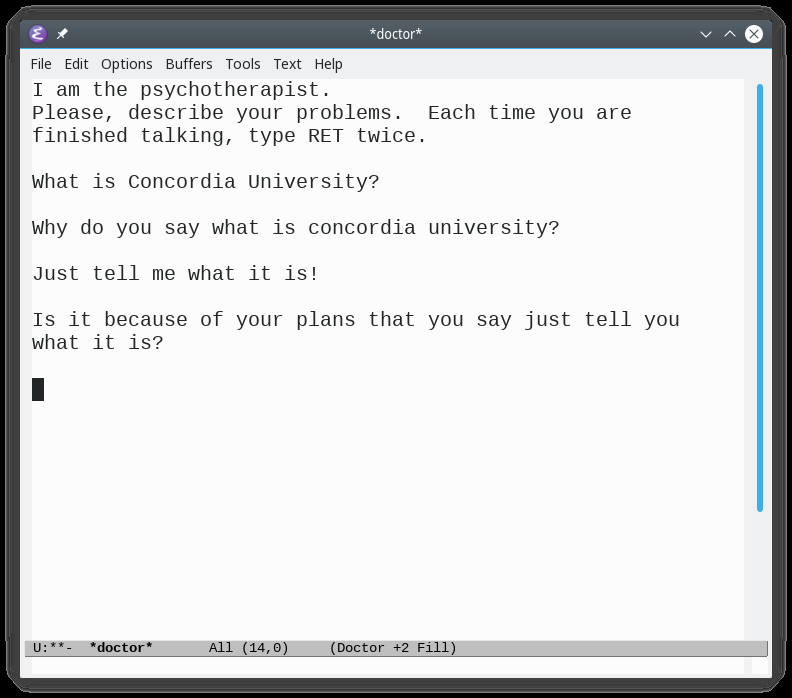 *doctor*
File Edit Options Buffers Tools Text Help
I am the psychotherapist.
Please, describe your problems.  Each time you are
finished talking, type RET twice.
What is Concordia University?
Why do you say what is concordia university?
Just tell me what it is!
Is it because of your plans that you say just tell you
what it is?
U:**-  *doctor*       All (14,0)     (Doctor +2 Fill)